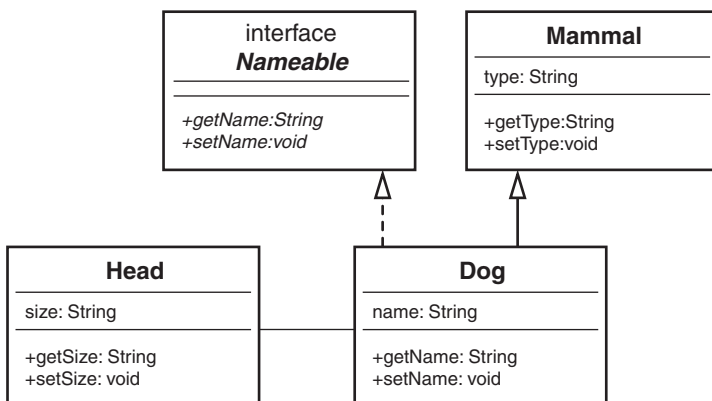 interface
Nameable
+getName:String
+setName:void
Mammal
type: String
+getType:String
+setType:void
Head
size: String
+getSize: String
+setSize: void
Dog
name: String
+getName: String
+setName: void